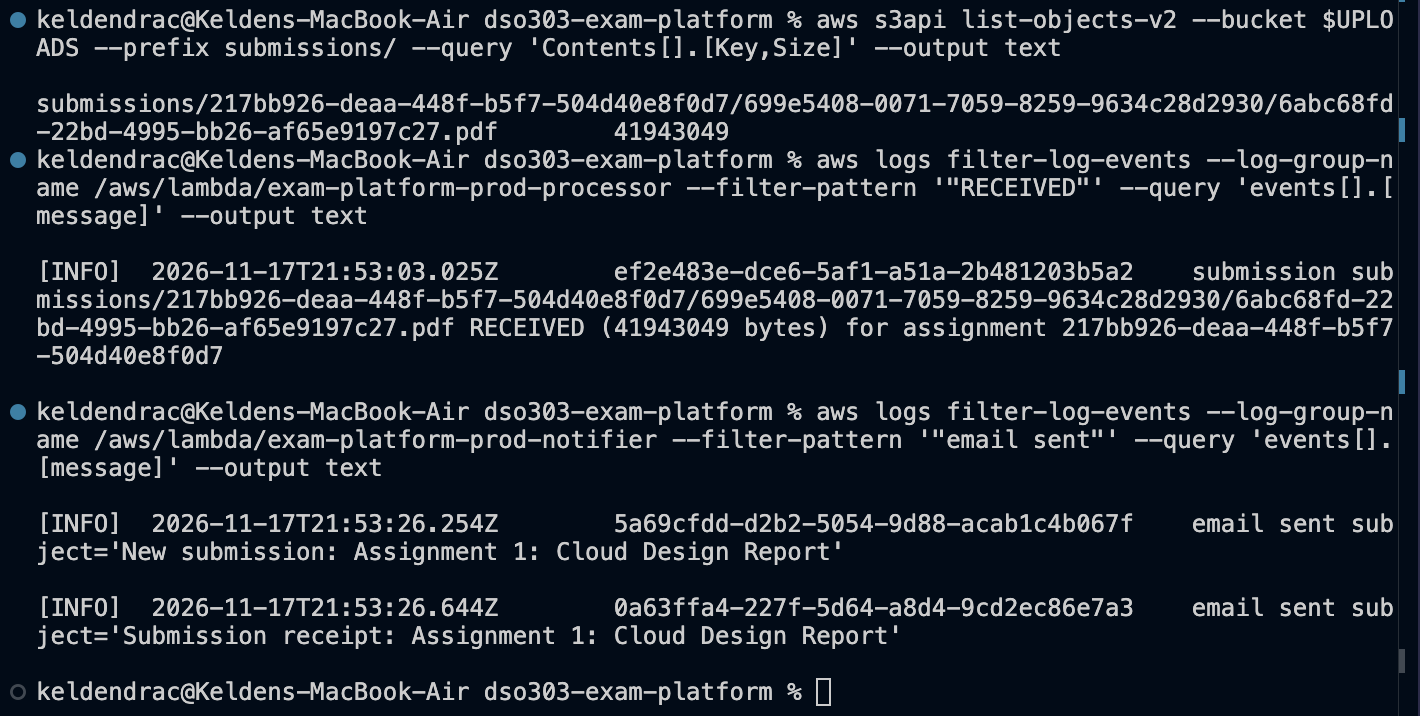 keldendrac@Keldens-MacBook-Air dso303-exam-platform % aws s3api list-objects-v2 --bucket $UPLO
ADS --prefix submissions/ --query 'Contents[].[Key,Size]' --output text
submissions/217bb926-deaa-448f-b5f7-504d40e8f0d7/699e5408-0071-7059-8259-9634c28d2930/6abc68fd
-22bd-4995-bb26-af65e9197c27.pdf        41943049
keldendrac@Keldens-MacBook-Air dso303-exam-platform % aws logs filter-log-events --log-group-n
ame /aws/lambda/exam-platform-prod-processor --filter-pattern '"RECEIVED"' --query 'events[].[
message]' --output text
[INFO]  2026-11-17T21:53:03.025Z        ef2e483e-dce6-5af1-a51a-2b481203b5a2    submission sub
missions/217bb926-deaa-448f-b5f7-504d40e8f0d7/699e5408-0071-7059-8259-9634c28d2930/6abc68fd-22
bd-4995-bb26-af65e9197c27.pdf RECEIVED (41943049 bytes) for assignment 217bb926-deaa-448f-b5f7
-504d40e8f0d7
keldendrac@Keldens-MacBook-Air dso303-exam-platform % aws logs filter-log-events --log-group-n
ame /aws/lambda/exam-platform-prod-notifier --filter-pattern '"email sent"' --query 'events[].
[message]' --output text
[INFO]  2026-11-17T21:53:26.254Z        5a69cfdd-d2b2-5054-9d88-acab1c4b067f    email sent sub
ject='New submission: Assignment 1: Cloud Design Report'
[INFO]  2026-11-17T21:53:26.644Z        0a63ffa4-227f-5d64-a8d4-9cd2ec86e7a3    email sent sub
ject='Submission receipt: Assignment 1: Cloud Design Report'
keldendrac@Keldens-MacBook-Air dso303-exam-platform %